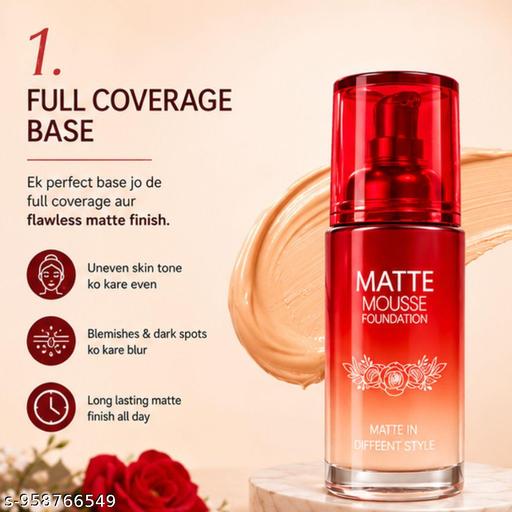 1.
FULL COVERAGE
BASE
Ek perfect base jo de
full coverage aur
flawless matte finish.
Uneven skin tone
ko kare even
Blemishes & dark spots
ko kare blur
Long lasting matte
finish all day
MATTE
MOUSSE
FOUNDATION
MATTE IN
DIFFEENT STYLE
s-958766549